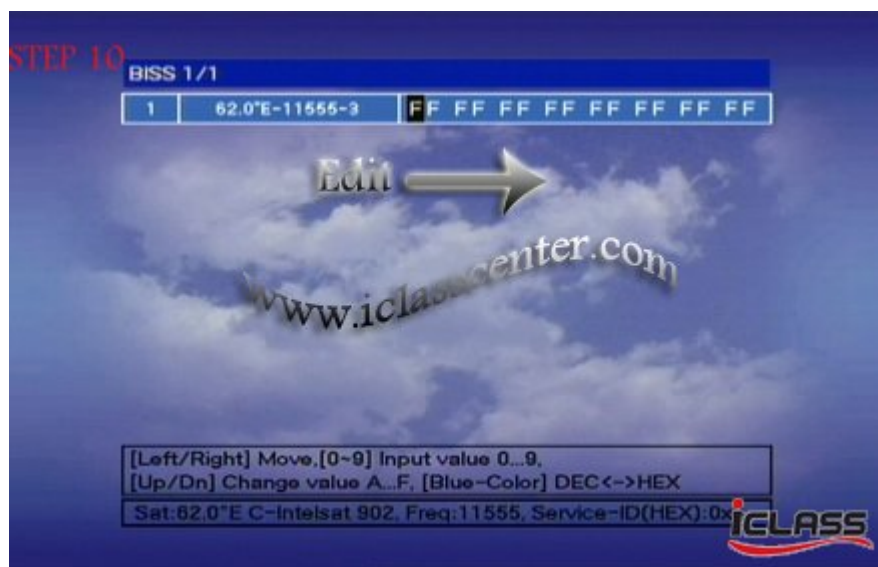 STEP 10
BISS 1/1
1 62.0°E-11555-3 FF FF FF FF FF FF FF FF
Edit
www.iclasscenter.com
[Left/Right] Move,[0~9] Input value 0...9,
[Up/Dn] Change value A...F, [Blue-Color] DEC<->HEX
Sat:62.0°E C-Intelsat 902, Freq:11555, Service-ID(HEX):0x
iCLASS